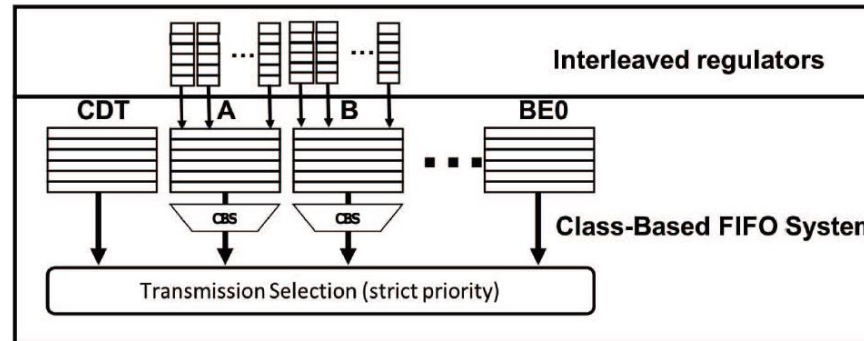 Interleaved regulators
CDT A B BE0
CBS CBS
Class-Based FIFO System
Transmission Selection (strict priority)